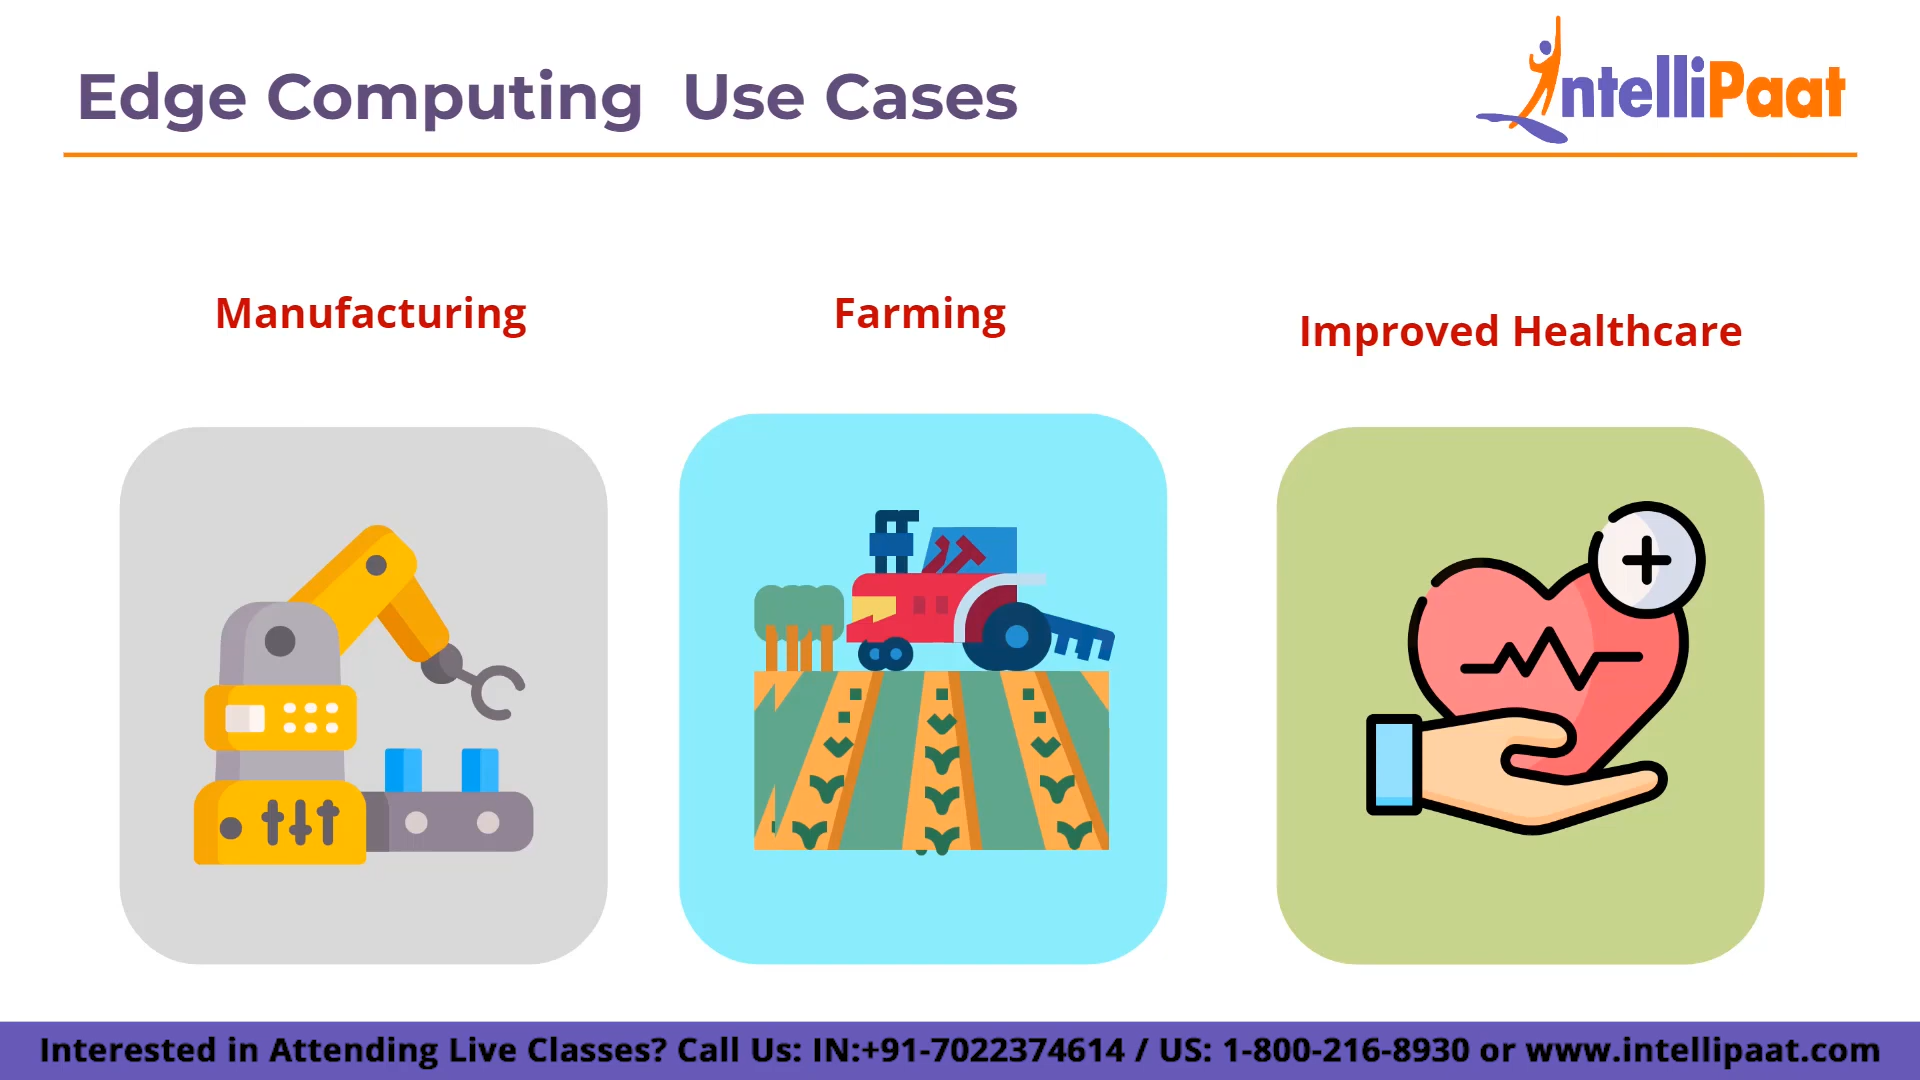 Edge Computing  Use Cases
IntelliPaat
Manufacturing
Farming
Improved Healthcare
Interested in Attending Live Classes? Call Us: IN:+91-7022374614 / US: 1-800-216-8930 or www.intellipaat.com